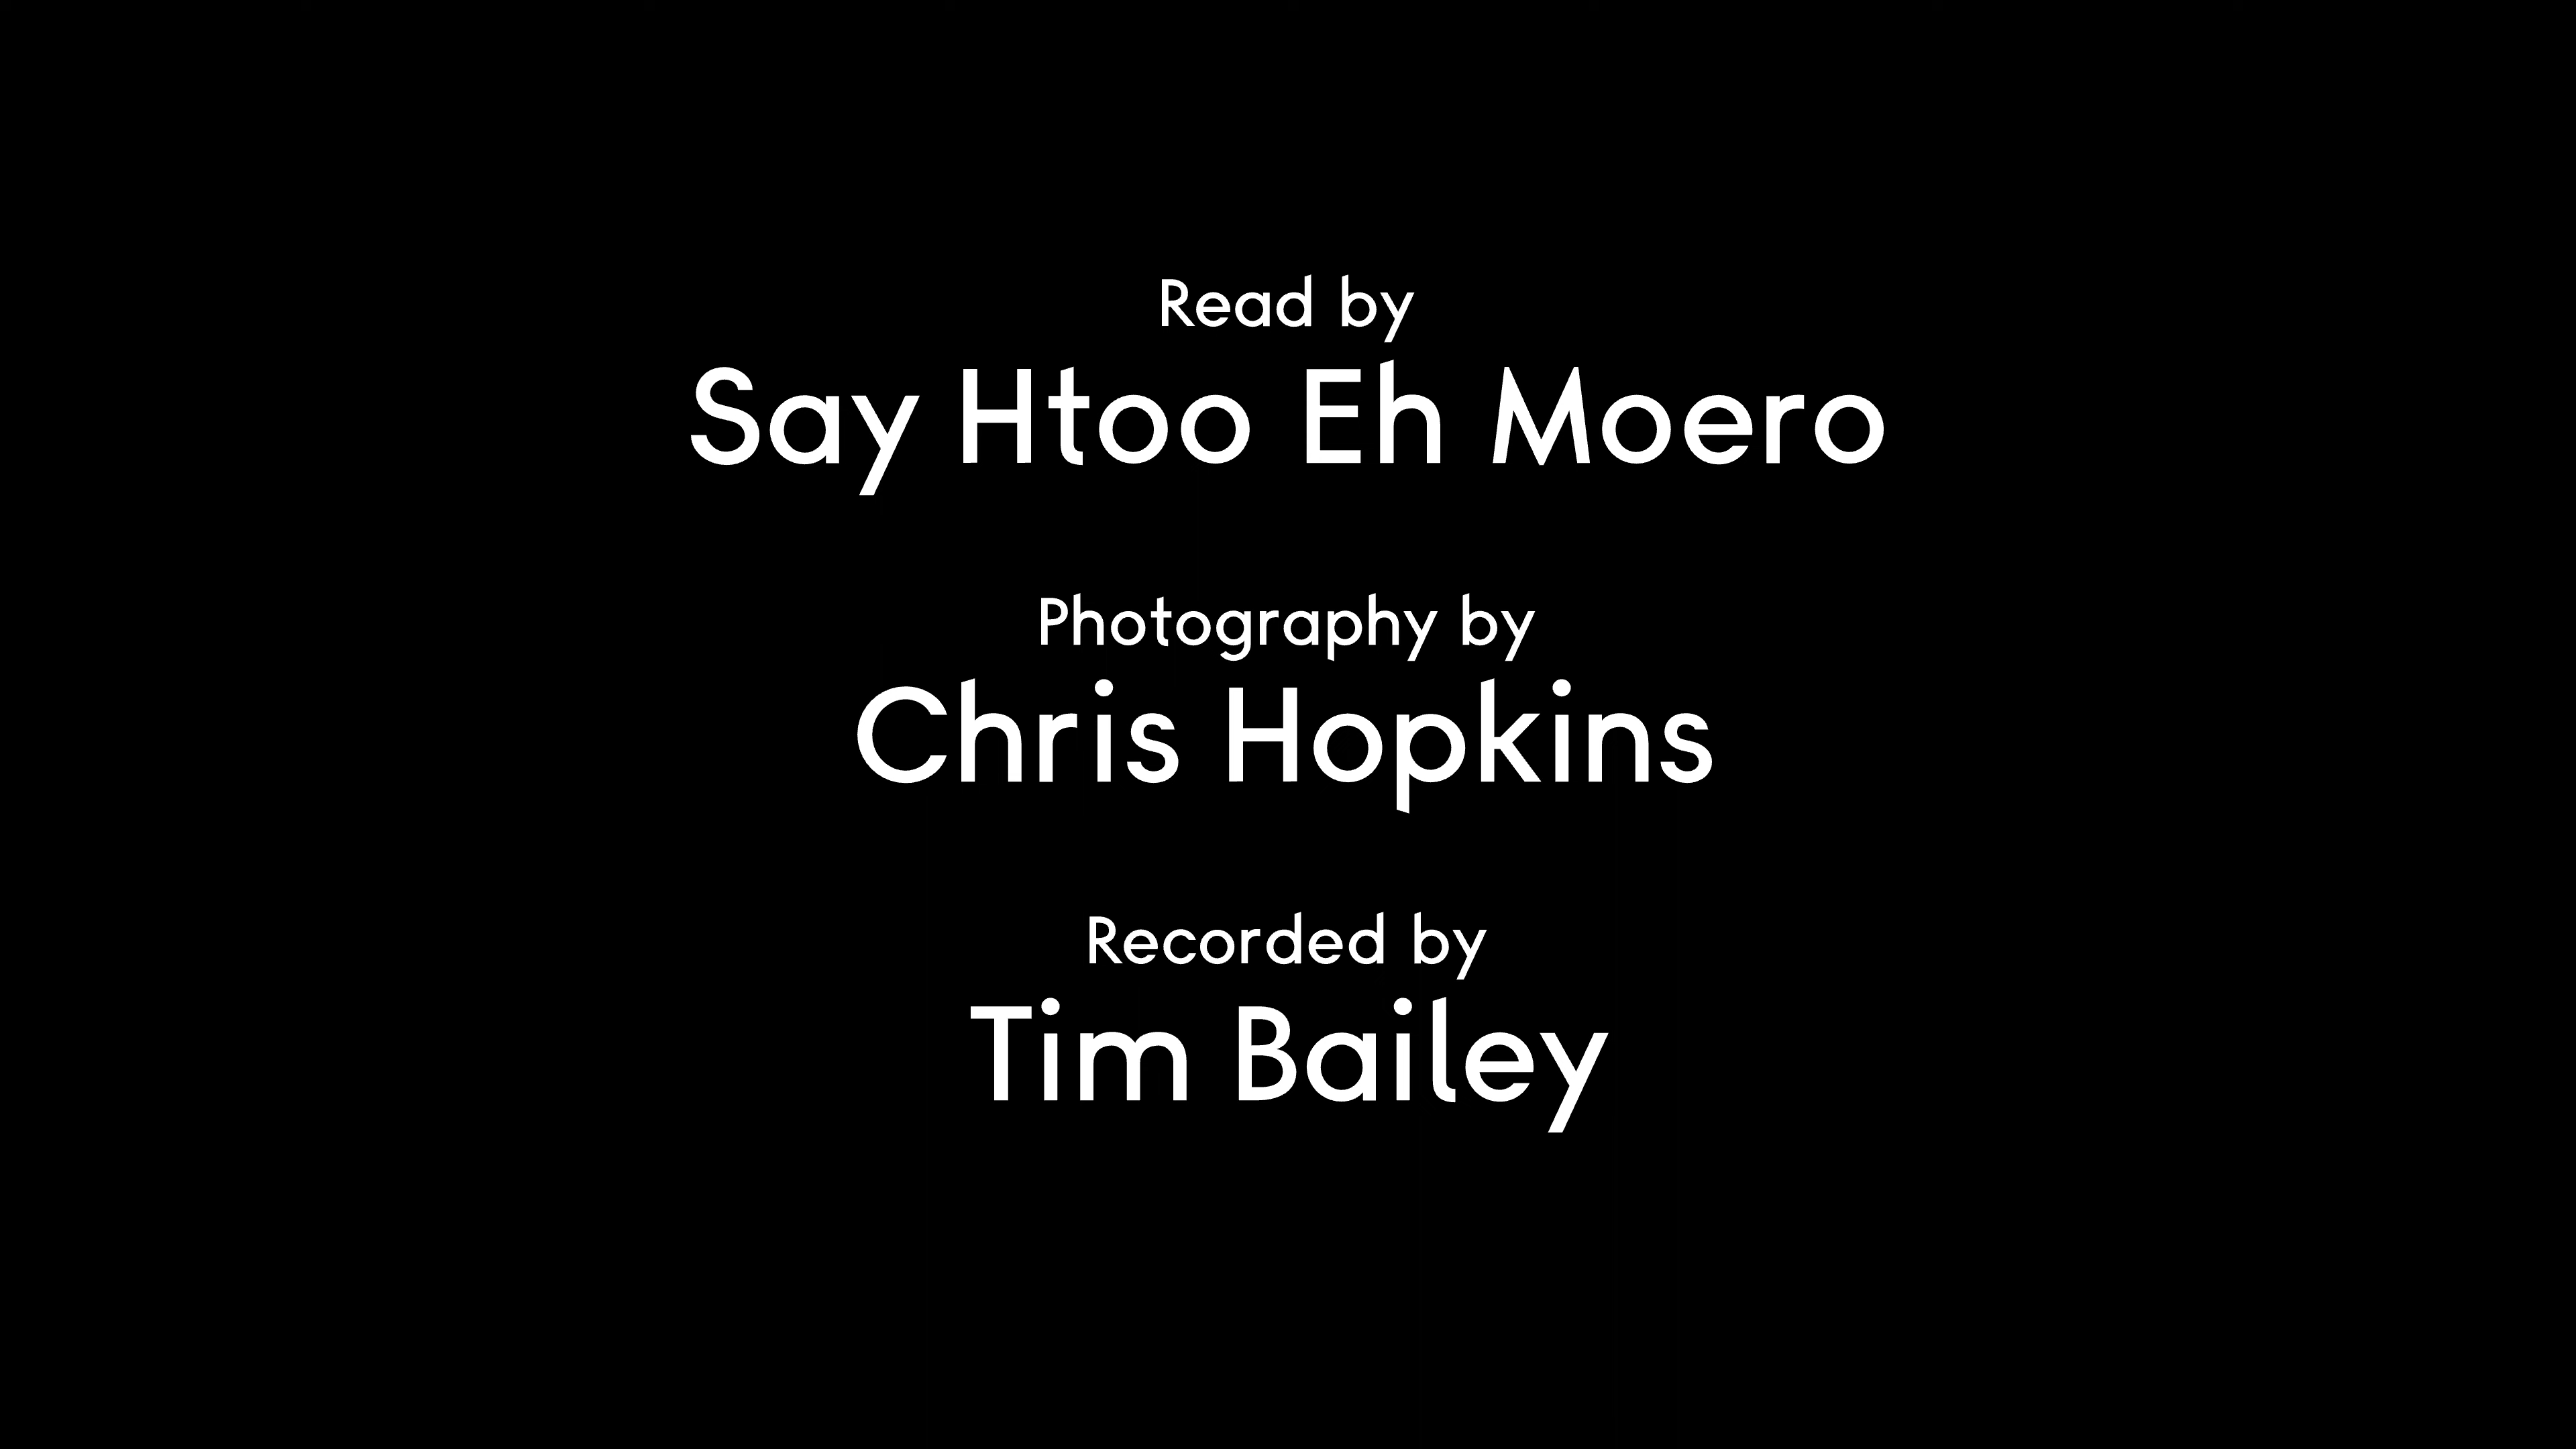 Read by
Say Htoo Eh Moero
Photography by
Chris Hopkins
Recorded by
Tim Bailey